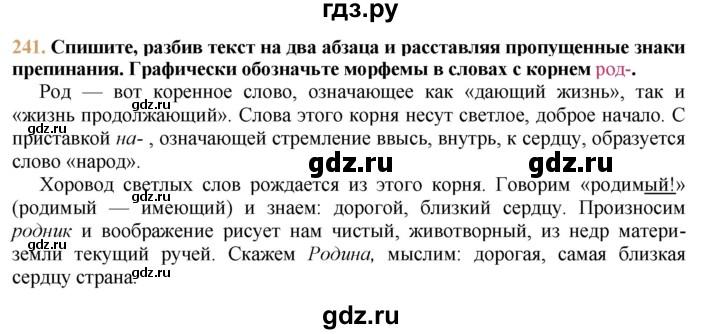 гдз.ру
241. Спишите, разбив текст на два абзаца и расставляя пропущенные знаки
препинания. Графически обозначьте морфемы в словах с корнем род-.
Род — вот коренное слово, означающее как «дающий жизнь», так и
«жизнь продолжающий». Слова этого корня несут светлое, доброе начало. С
приставкой на- , означающей стремление ввысь, внутрь, к сердцу, образуется
слово «народ».
gdz.ru gdz.ru
Хоровод светлых слов рождается из этого корня. Говорим «родимый!»
(родимый — имеющий) и знаем: дорогой, близкий сердцу. Произносим
родник и воображение рисует нам чистый, животворный, из недр матери-
земли текущий ручей. Скажем Родина, мыслим: дорогая, самая близкая
сердцу страна.
gdz.ru gdz.ru
gdz.ru